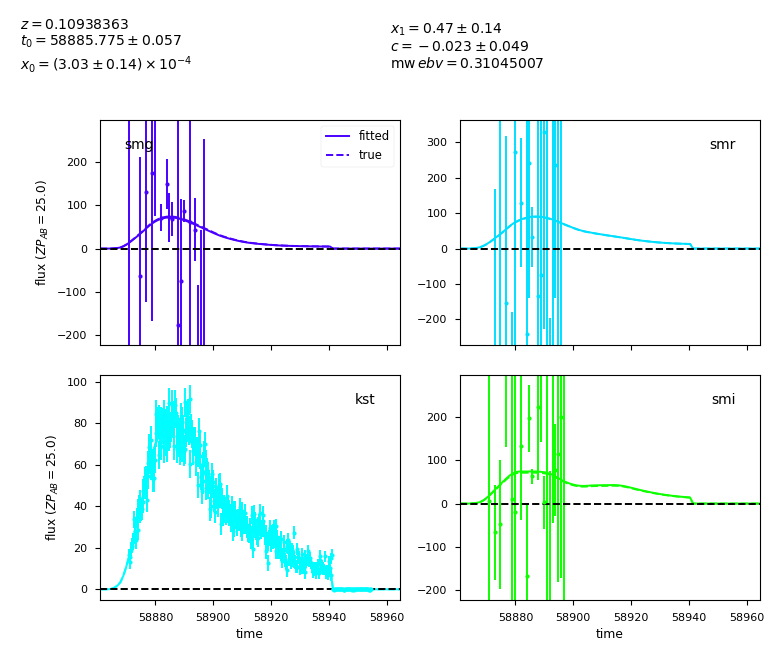 z = 0.10938363
t₀ = 58885.775 ± 0.057
x₀ = (3.03 ± 0.14) × 10⁻⁴
x₁ = 0.47 ± 0.14
c = −0.023 ± 0.049
mw ebv = 0.31045007
smg
fitted
true
flux (ZP_AB = 25.0)
200
100
0
−100
−200
smr
300
200
100
0
−100
−200
kst
flux (ZP_AB = 25.0)
100
80
60
40
20
0
58880 58900 58920 58940 58960
time
smi
200
100
0
−100
−200
58880 58900 58920 58940 58960
time